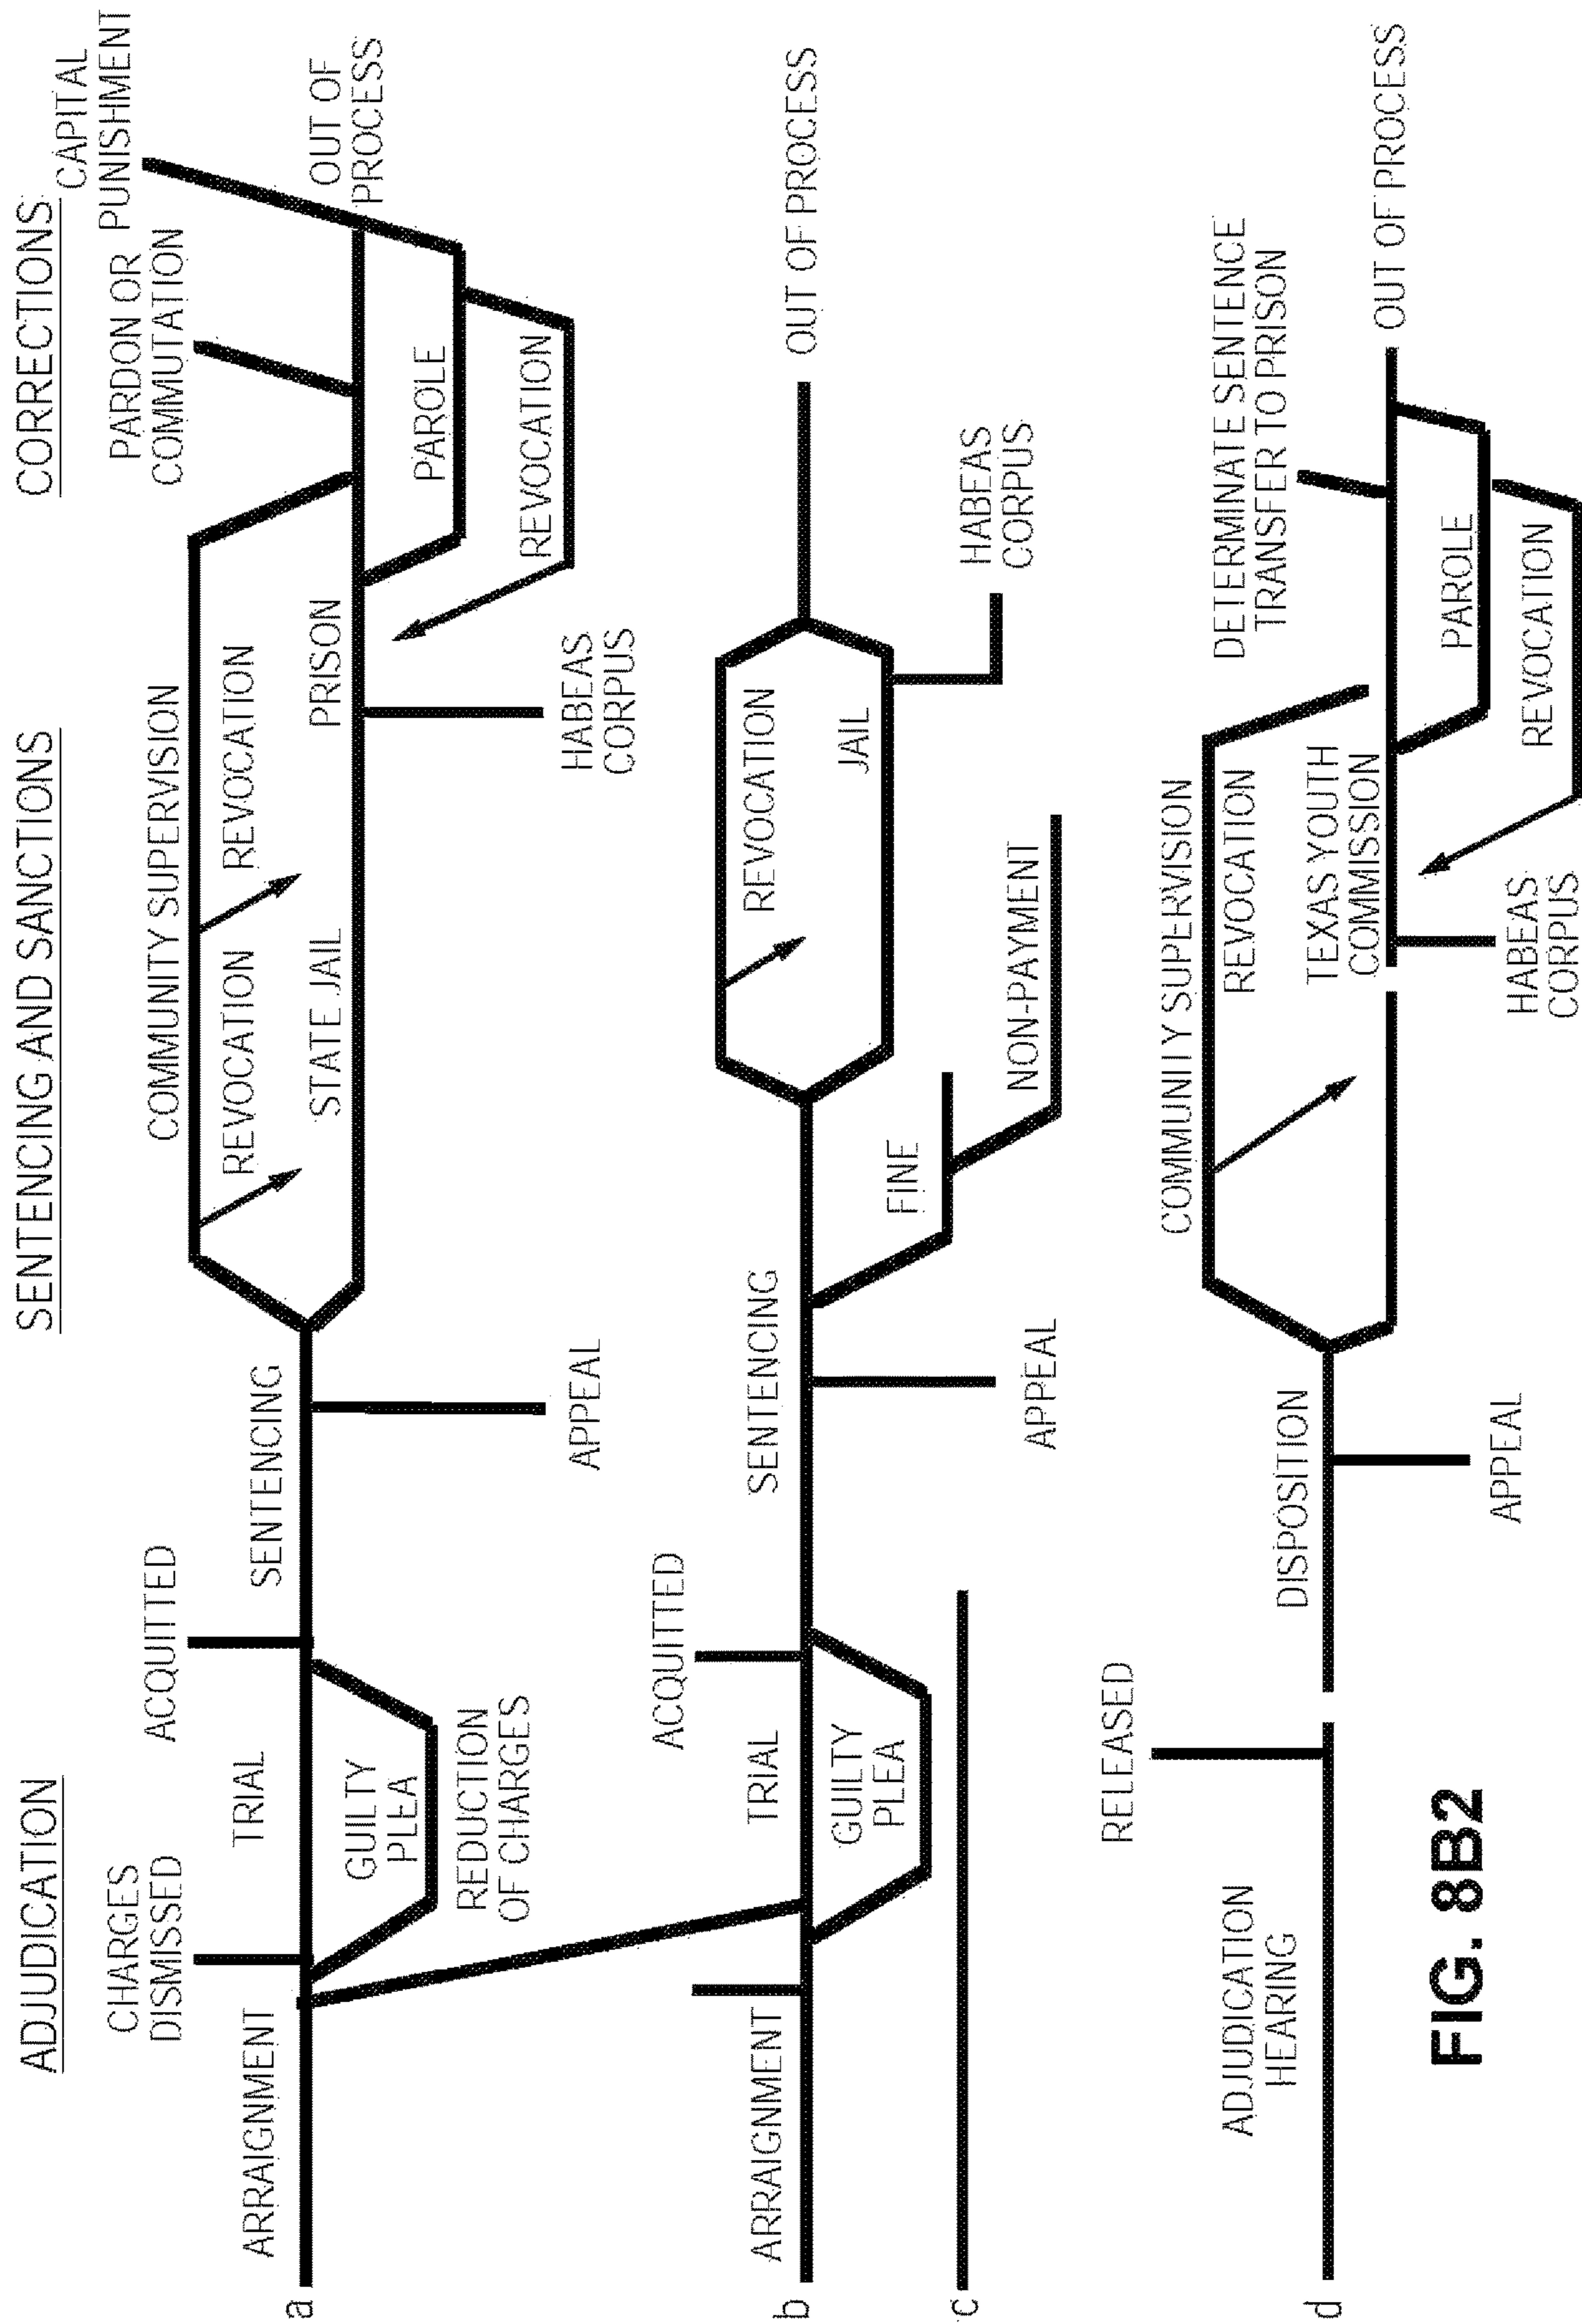 ADJUDICATION
SENTENCING AND SANCTIONS
CORRECTIONS
CHARGES
DISMISSED
ACQUITTED
COMMUNITY SUPERVISION
PARDON OR
COMMUTATION
CAPITAL
PUNISHMENT
a
ARRAIGNMENT
TRIAL
SENTENCING
REVOCATION
REVOCATION
STATE JAIL
PRISON
OUT OF
PROCESS
GUILTY
PLEA
PAROLE
REDUCTION
OF CHARGES
REVOCATION
APPEAL
HABEAS
CORPUS
ACQUITTED
b
ARRAIGNMENT
TRIAL
SENTENCING
REVOCATION
OUT OF PROCESS
GUILTY
PLEA
FINE
JAIL
HABEAS
CORPUS
c
APPEAL
NON-PAYMENT
RELEASED
COMMUNITY SUPERVISION
DETERMINATE SENTENCE
TRANSFER TO PRISON
d
ADJUDICATION
HEARING
DISPOSITION
REVOCATION
TEXAS YOUTH
COMMISSION
OUT OF PROCESS
PAROLE
APPEAL
HABEAS
CORPUS
REVOCATION
FIG. 8B2